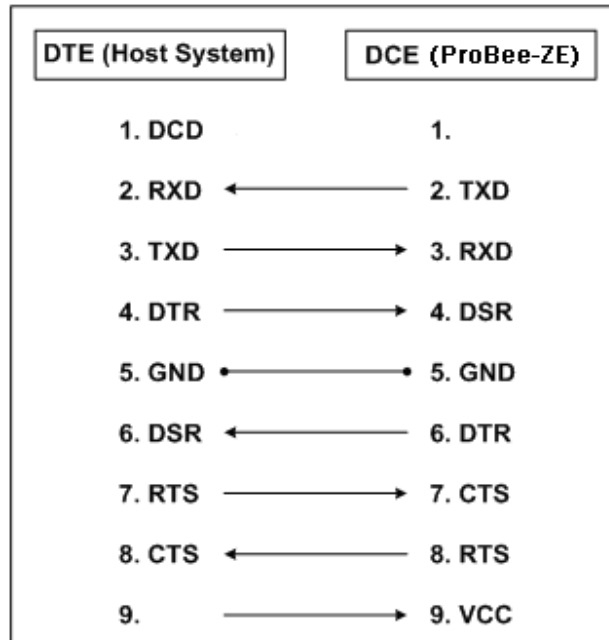 DTE (Host System) DCE (ProBee-ZE)
1. DCD 1.
2. RXD 2. TXD
3. TXD 3. RXD
4. DTR 4. DSR
5. GND 5. GND
6. DSR 6. DTR
7. RTS 7. CTS
8. CTS 8. RTS
9. 9. VCC